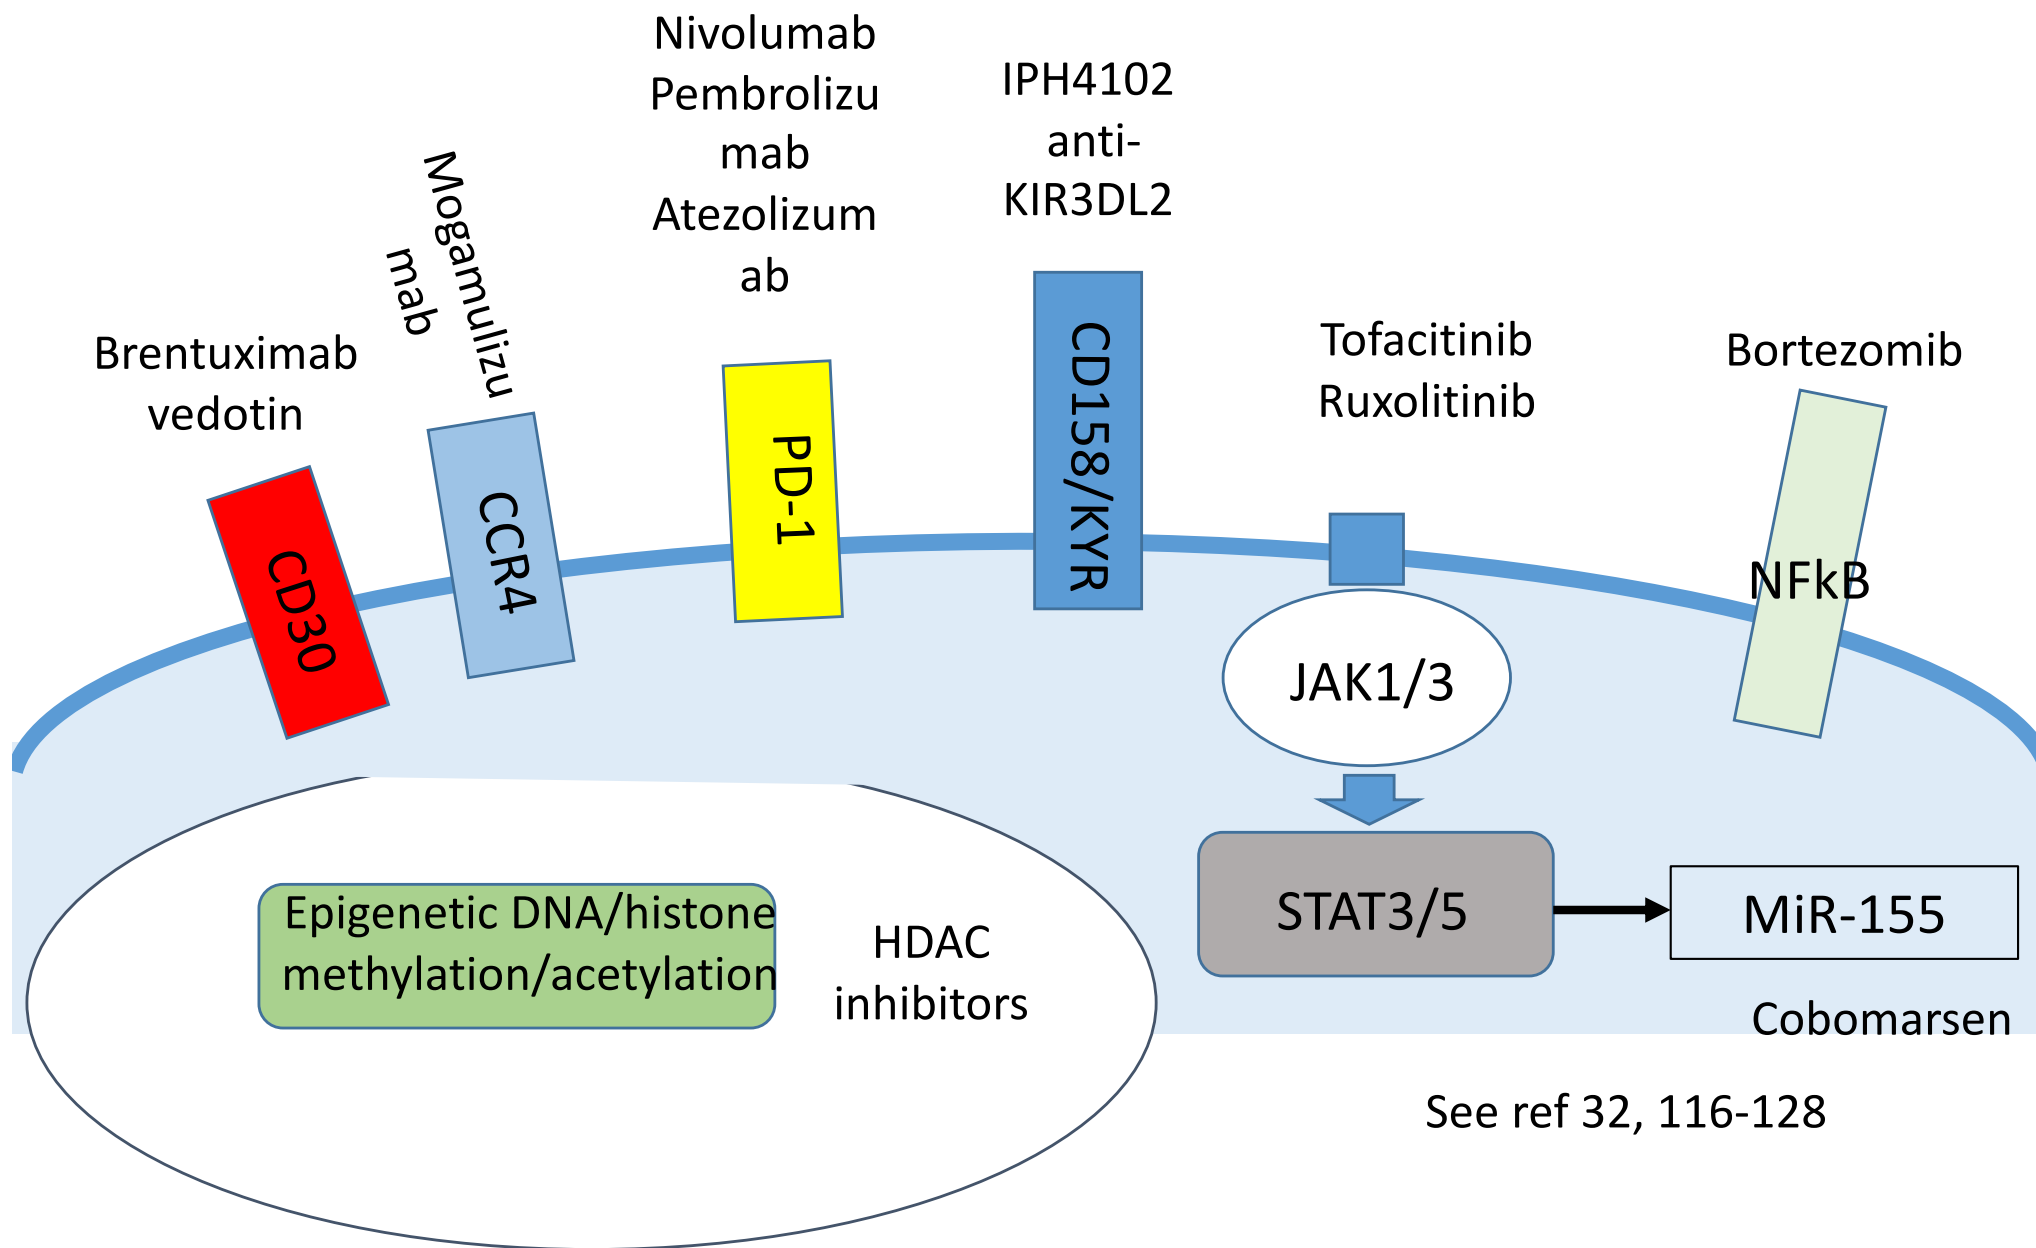 Nivolumab
Pembrolizu
mab
Atezolizum
ab
IPH4102
anti-
KIR3DL2
Mogamulizu
mab
Brentuximab
vedotin
Tofacitinib
Ruxolitinib
Bortezomib
CD30
CCR4
PD-1
CD158/KYR
NFkB
JAK1/3
STAT3/5
MiR-155
Epigenetic DNA/histone
methylation/acetylation
HDAC
inhibitors
Cobomarsen
See ref 32, 116-128